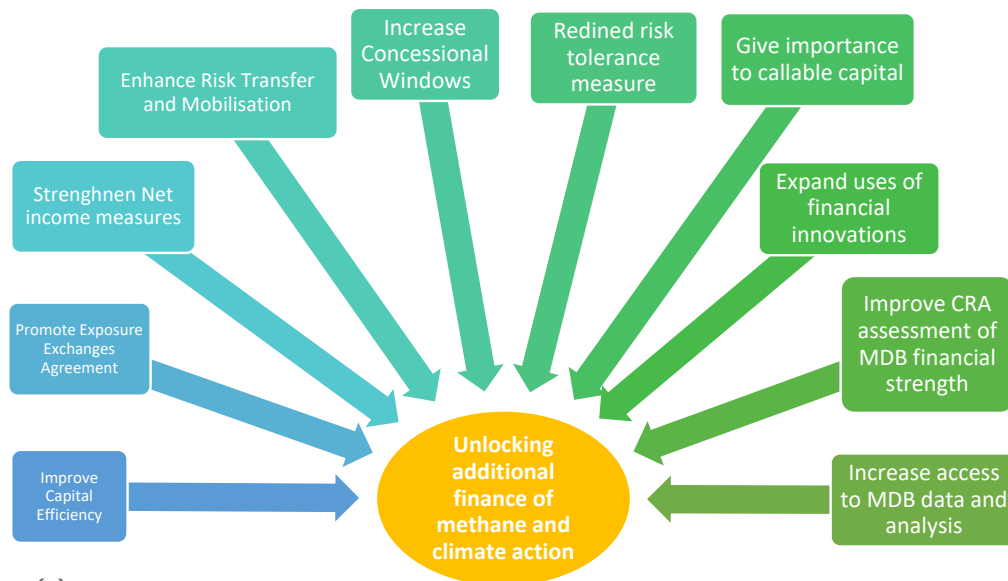 Increase
Concessional
Windows
Redined risk
tolerance
measure
Give importance
to callable capital
Enhance Risk Transfer
and Mobilisation
Expand uses of
financial
innovations
Strenghnen Net
income measures
Improve CRA
assessment of
MDB financial
strength
Promote Exposure
Exchanges
Agreement
Unlocking
additional
finance of
methane and
climate action
Improve
Capital
Efficiency
Increase access
to MDB data and
analysis